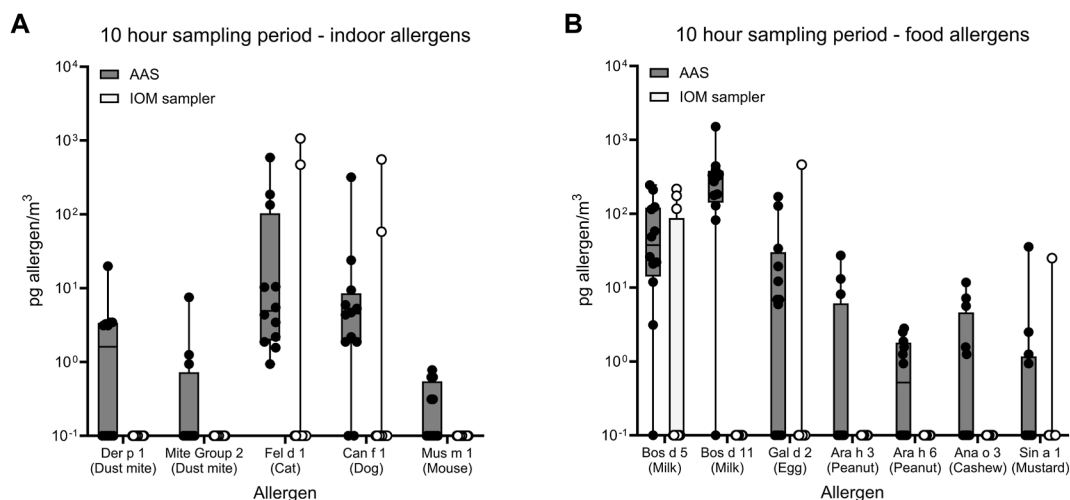 A
10 hour sampling period - indoor allergens
AAS
IOM sampler
pg allergen/m³
10⁴
10³
10²
10¹
10⁰
10⁻¹
Der p 1
(Dust mite)
Mite Group 2
(Dust mite)
Fel d 1
(Cat)
Can f 1
(Dog)
Mus m 1
(Mouse)
Allergen
B
10 hour sampling period - food allergens
AAS
IOM sampler
pg allergen/m³
10⁴
10³
10²
10¹
10⁰
10⁻¹
Bos d 5
(Milk)
Bos d 11
(Milk)
Gal d 2
(Egg)
Ara h 3
(Peanut)
Ara h 6
(Peanut)
Ana o 3
(Cashew)
Sin a 1
(Mustard)
Allergen